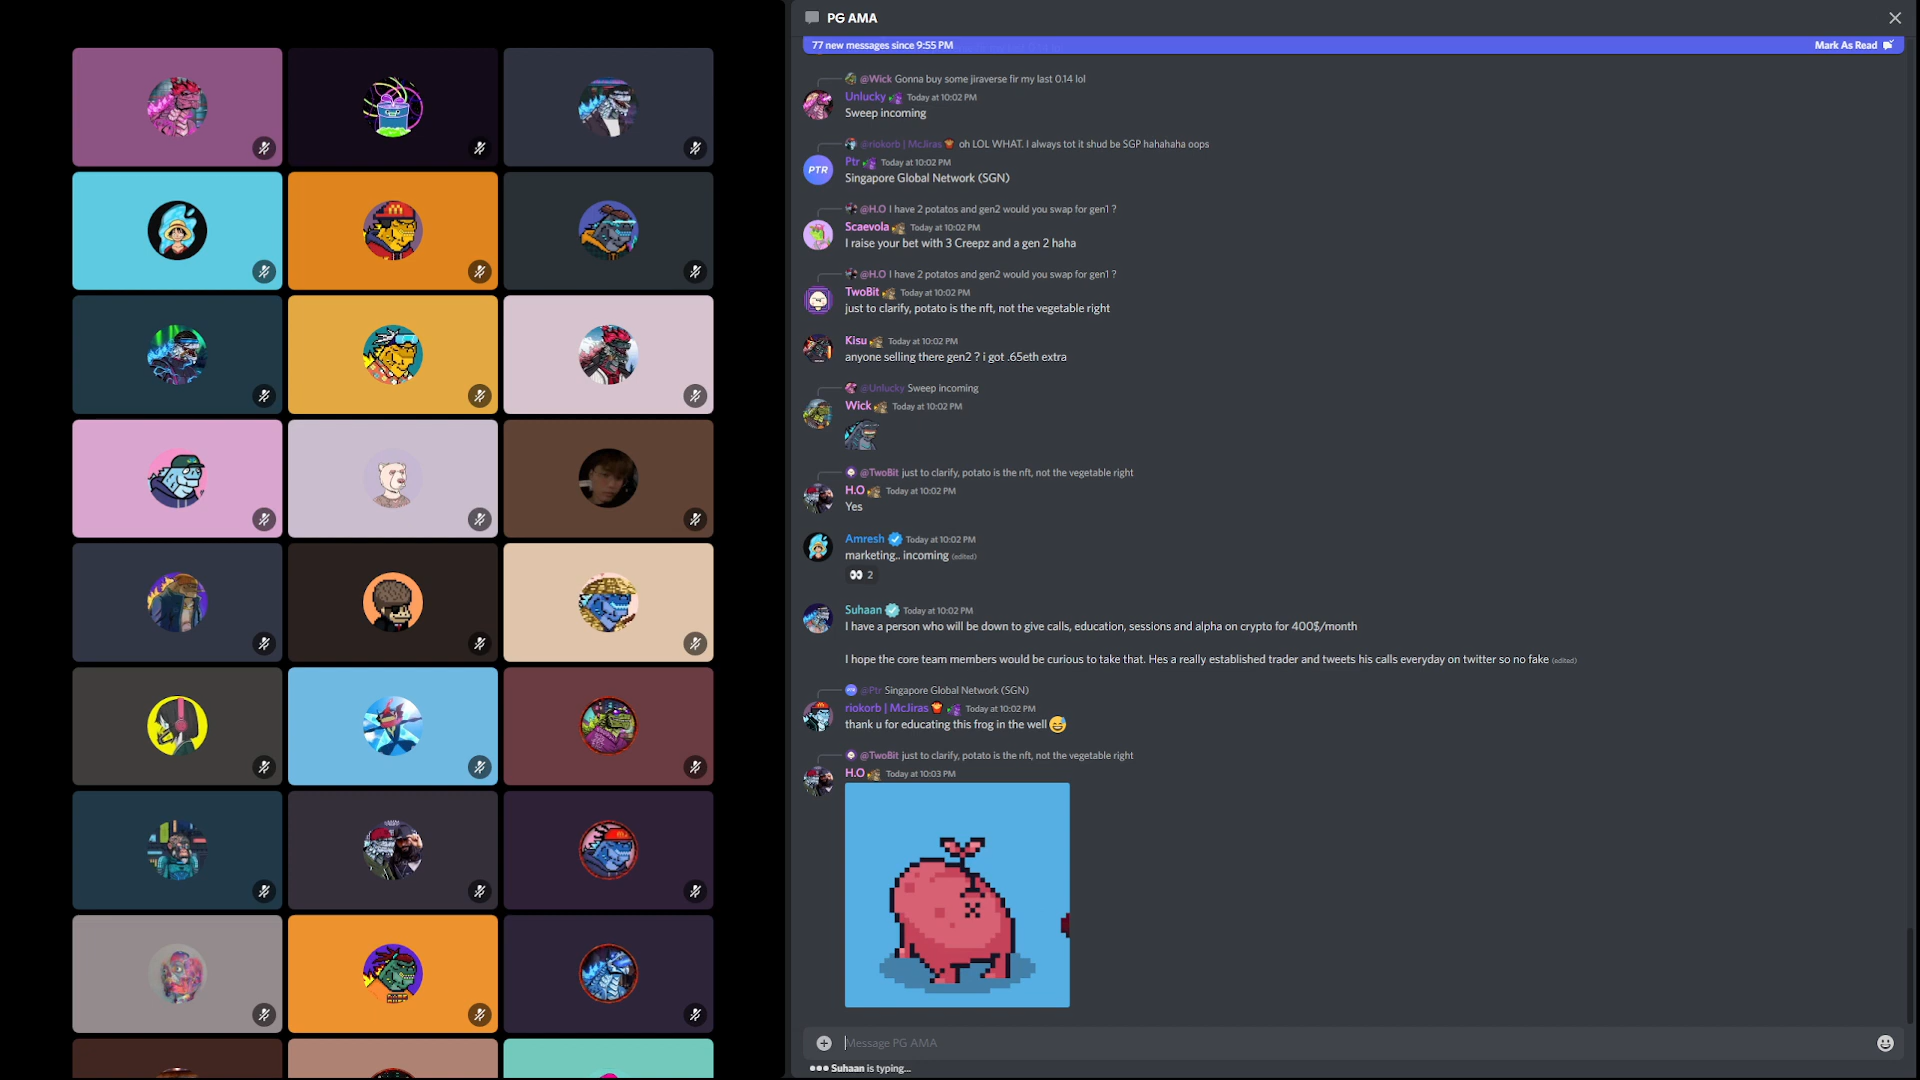 PG AMA
77 new messages since 9:55 PM
Mark As Read
@Wick Gonna buy some jiraverse fir my last 0.14 lol
Unlucky Today at 10:02 PM
Sweep incoming
@riokorb | McJiras oh LOL WHAT. I always tot it shud be SGP hahahaha oops
PTR
Ptr Today at 10:02 PM
Singapore Global Network (SGN)
@H.O I have 2 potatos and gen2 would you swap for gen1 ?
Scaevola Today at 10:02 PM
I raise your bet with 3 Creepz and a gen 2 haha
@H.O I have 2 potatos and gen2 would you swap for gen1 ?
TwoBit Today at 10:02 PM
just to clarify, potato is the nft, not the vegetable right
Kisu Today at 10:02 PM
anyone selling there gen2 ? i got .65eth extra
@Unlucky Sweep incoming
Wick Today at 10:02 PM
@TwoBit just to clarify, potato is the nft, not the vegetable right
H.O Today at 10:02 PM
Yes
Amresh Today at 10:02 PM
marketing.. incoming (edited)
2
Suhaan Today at 10:02 PM
I have a person who will be down to give calls, education, sessions and alpha on crypto for 400$/month
I hope the core team members would be curious to take that. Hes a really established trader and tweets his calls everyday on twitter so no fake (edited)
@Ptr Singapore Global Network (SGN)
riokorb | McJiras Today at 10:02 PM
thank u for educating this frog in the well
@TwoBit just to clarify, potato is the nft, not the vegetable right
H.O Today at 10:03 PM
Message PG AMA
Suhaan is typing...